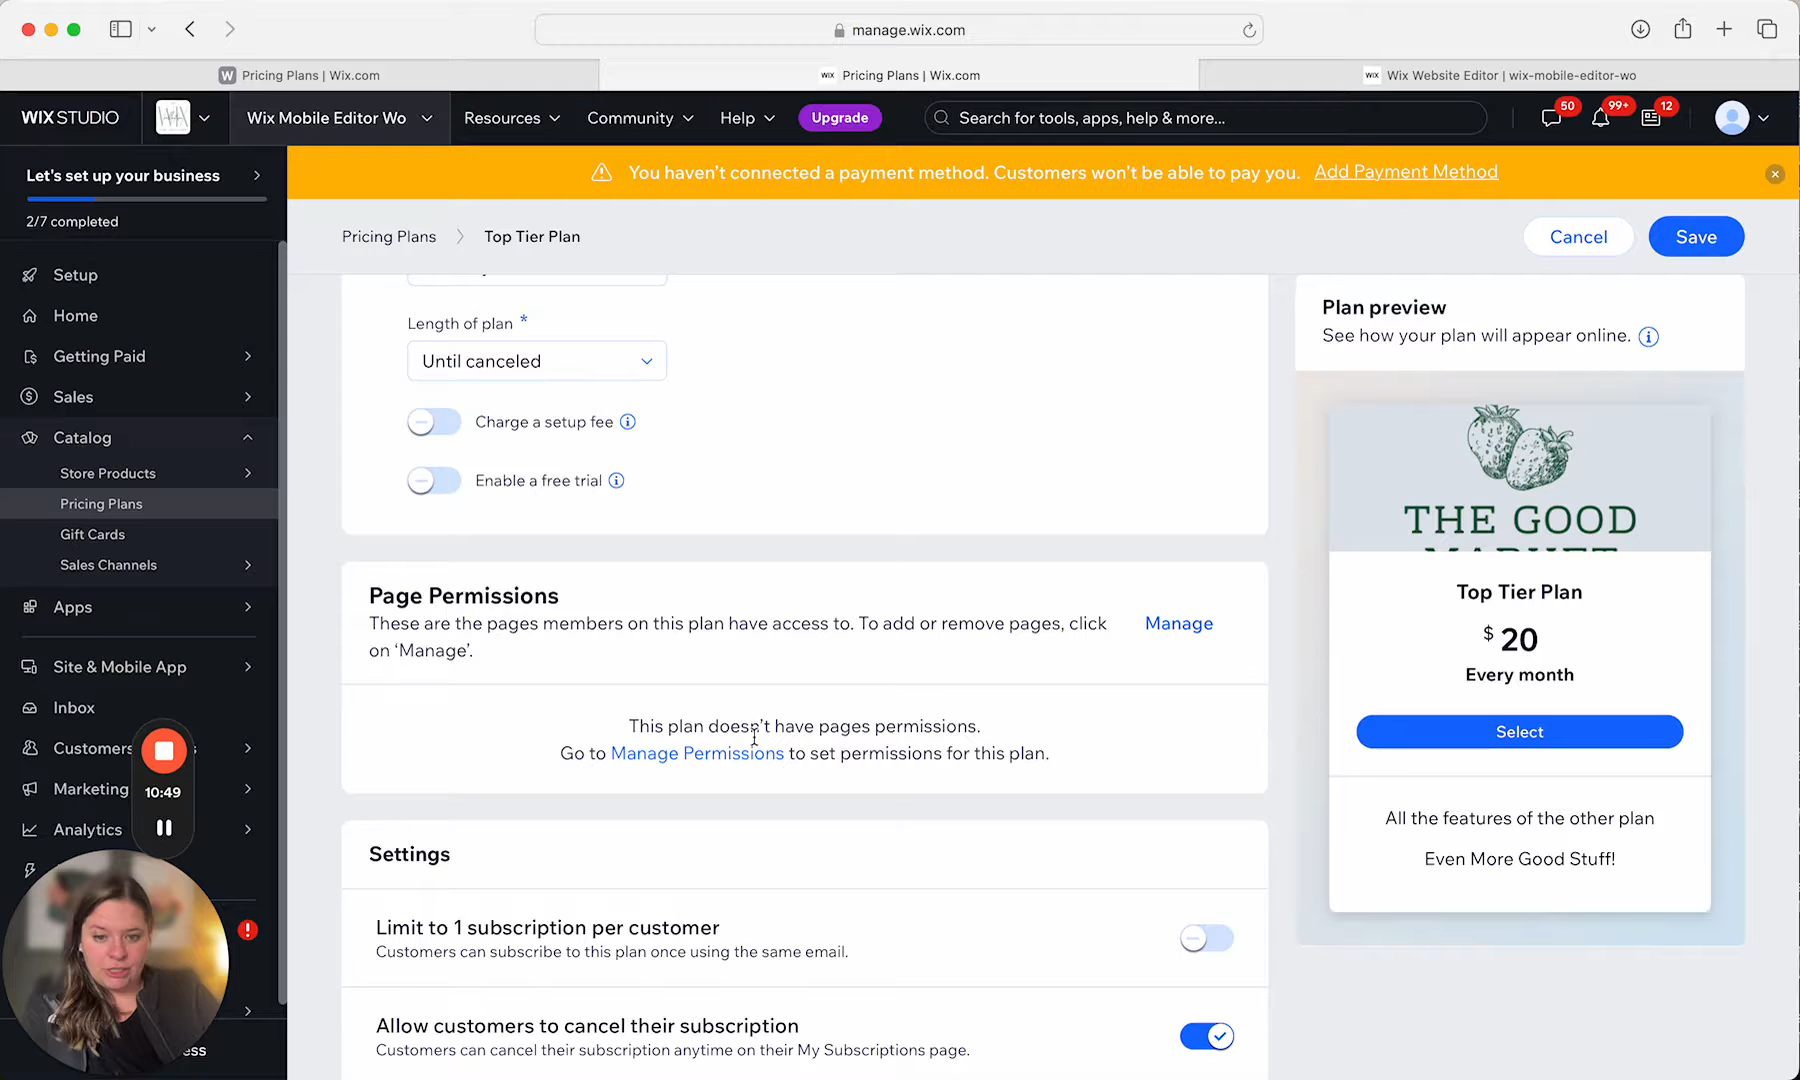 manage.wix.com
W Pricing Plans | Wix.com
WIX Pricing Plans | Wix.com
WIX Wix Website Editor | wix-mobile-editor-wo
WIX STUDIO
Wix Mobile Editor Wo
Resources
Community
Help
Upgrade
Search for tools, apps, help & more...
50
99+
12
Let's set up your business
2/7 completed
You haven't connected a payment method. Customers won't be able to pay you. Add Payment Method
Pricing Plans
Top Tier Plan
Cancel
Save
Setup
Home
Getting Paid
Sales
Catalog
Store Products
Pricing Plans
Gift Cards
Sales Channels
Apps
Site & Mobile App
Inbox
Customers
Marketing
Analytics
10:49
Length of plan *
Until canceled
Charge a setup fee
Enable a free trial
Page Permissions
These are the pages members on this plan have access to. To add or remove pages, click
on ‘Manage’.
Manage
This plan doesn't have pages permissions.
Go to Manage Permissions to set permissions for this plan.
Settings
Limit to 1 subscription per customer
Customers can subscribe to this plan once using the same email.
Allow customers to cancel their subscription
Customers can cancel their subscription anytime on their My Subscriptions page.
Plan preview
See how your plan will appear online.
THE GOOD
MARKET
Top Tier Plan
$ 20
Every month
Select
All the features of the other plan
Even More Good Stuff!